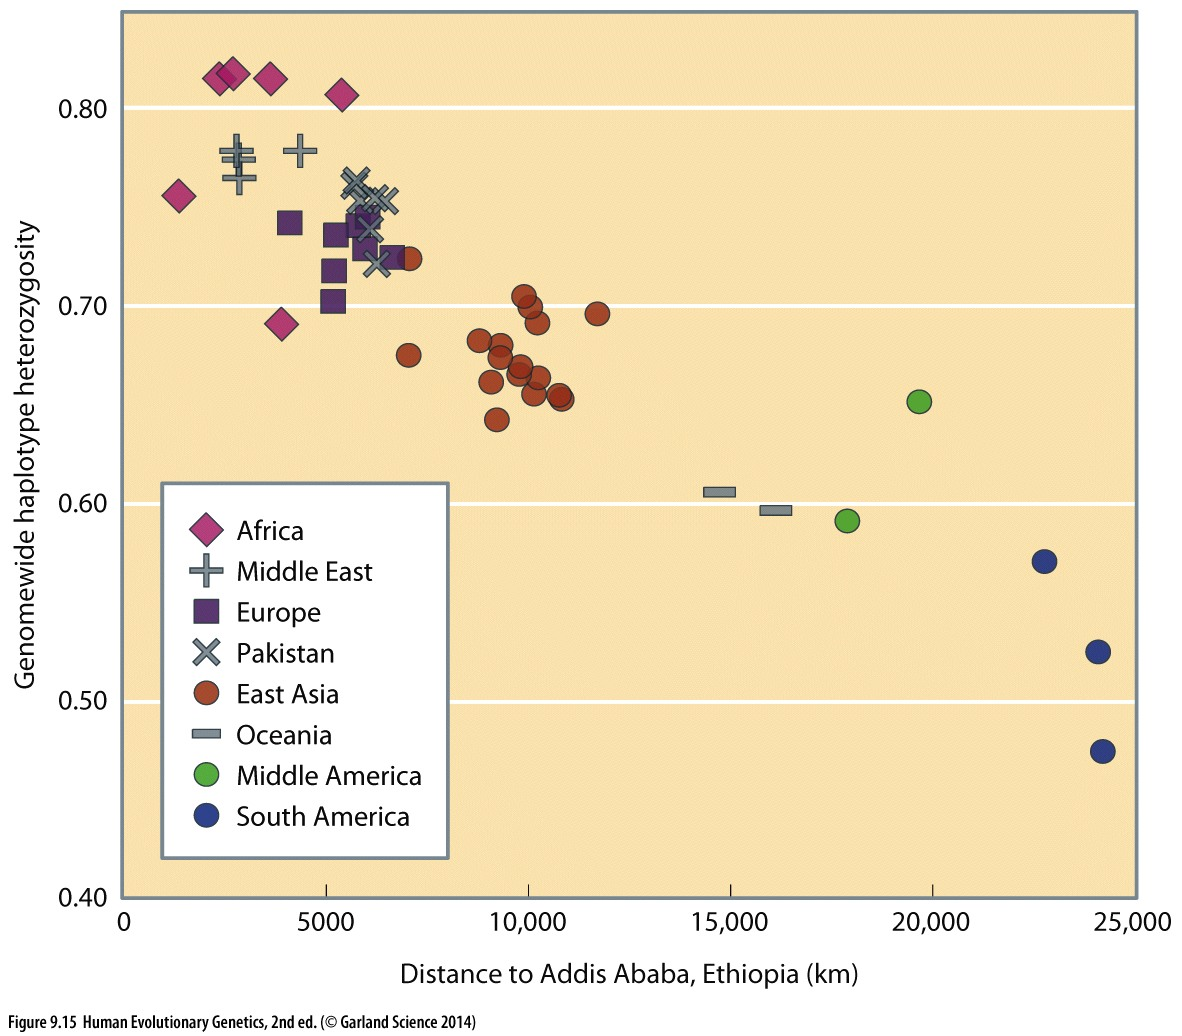 Genomewide haplotype heterozygosity
0.80
0.70
0.60
0.50
0.40
Africa
Middle East
Europe
Pakistan
East Asia
Oceania
Middle America
South America
0 5000 10,000 15,000 20,000 25,000
Distance to Addis Ababa, Ethiopia (km)
Figure 9.15 Human Evolutionary Genetics, 2nd ed. (© Garland Science 2014)